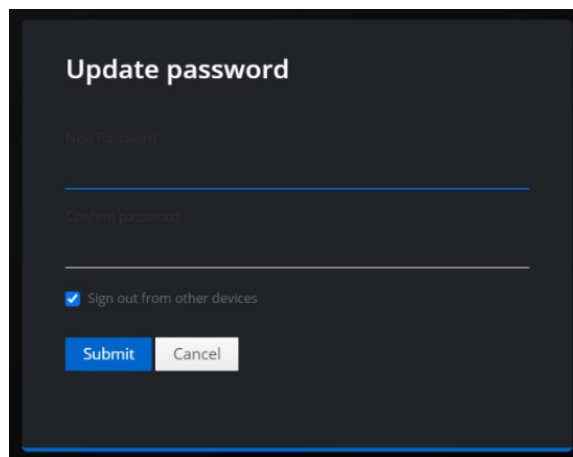 Update password
New Password
Confirm password
Sign out from other devices
Submit
Cancel